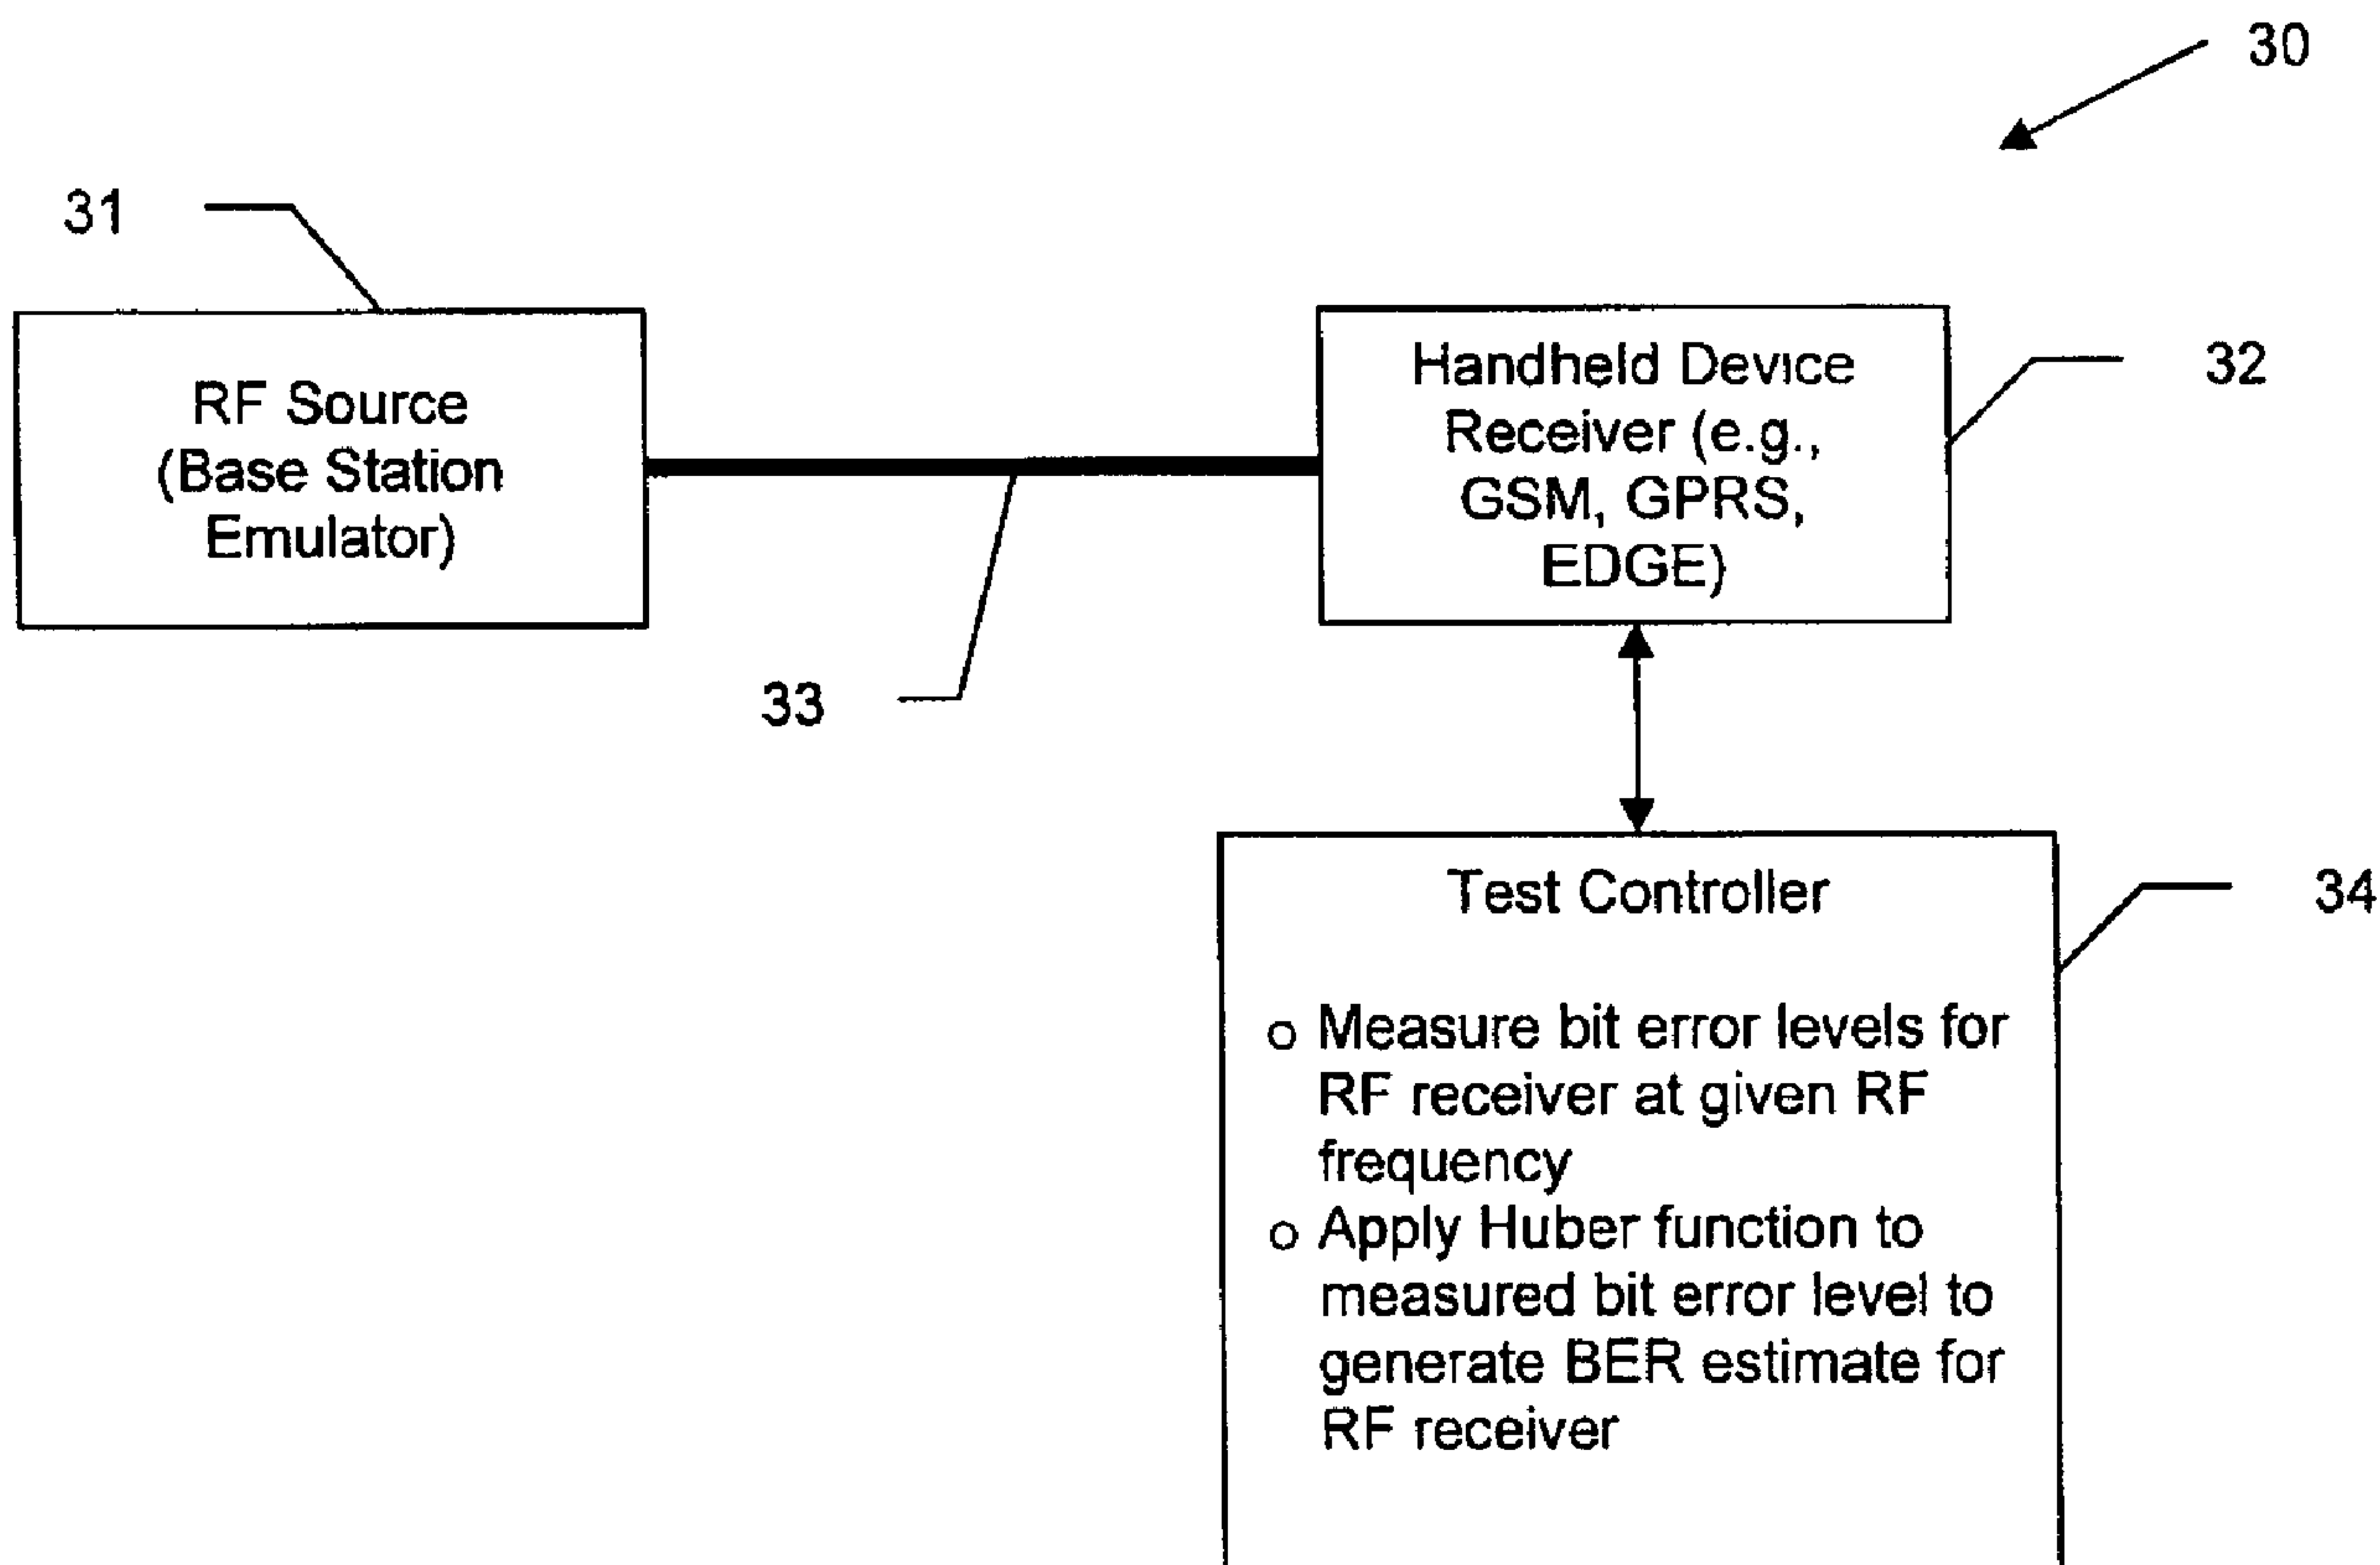 30
31
RF Source
(Base Station
Emulator)
Handheld Device
Receiver (e.g.,
GSM, GPRS,
EDGE)
32
33
Test Controller
34
o Measure bit error levels for
RF receiver at given RF
frequency
o Apply Huber function to
measured bit error level to
generate BER estimate for
RF receiver